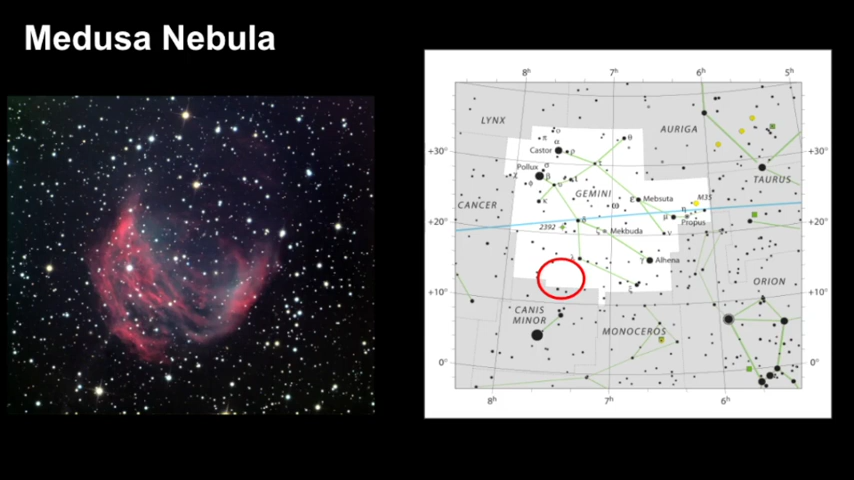 Medusa Nebula
8ʰ 7ʰ 6ʰ 5ʰ
LYNX
AURIGA
π
ο
θ
α
Castor
ρ
+30° +30°
Pollux
σ
β
TAURUS
χ
φ
υ
ι
τ
GEMINI
κ
ε Mebsuta
M35
CANCER
ω
η
μ
Propus
+20° +20°
δ
2392
ζ Mekbuda
ν
λ
γ Alhena
ξ
ORION
+10° +10°
CANIS
MINOR
MONOCEROS
0° 0°
8ʰ 7ʰ 6ʰ